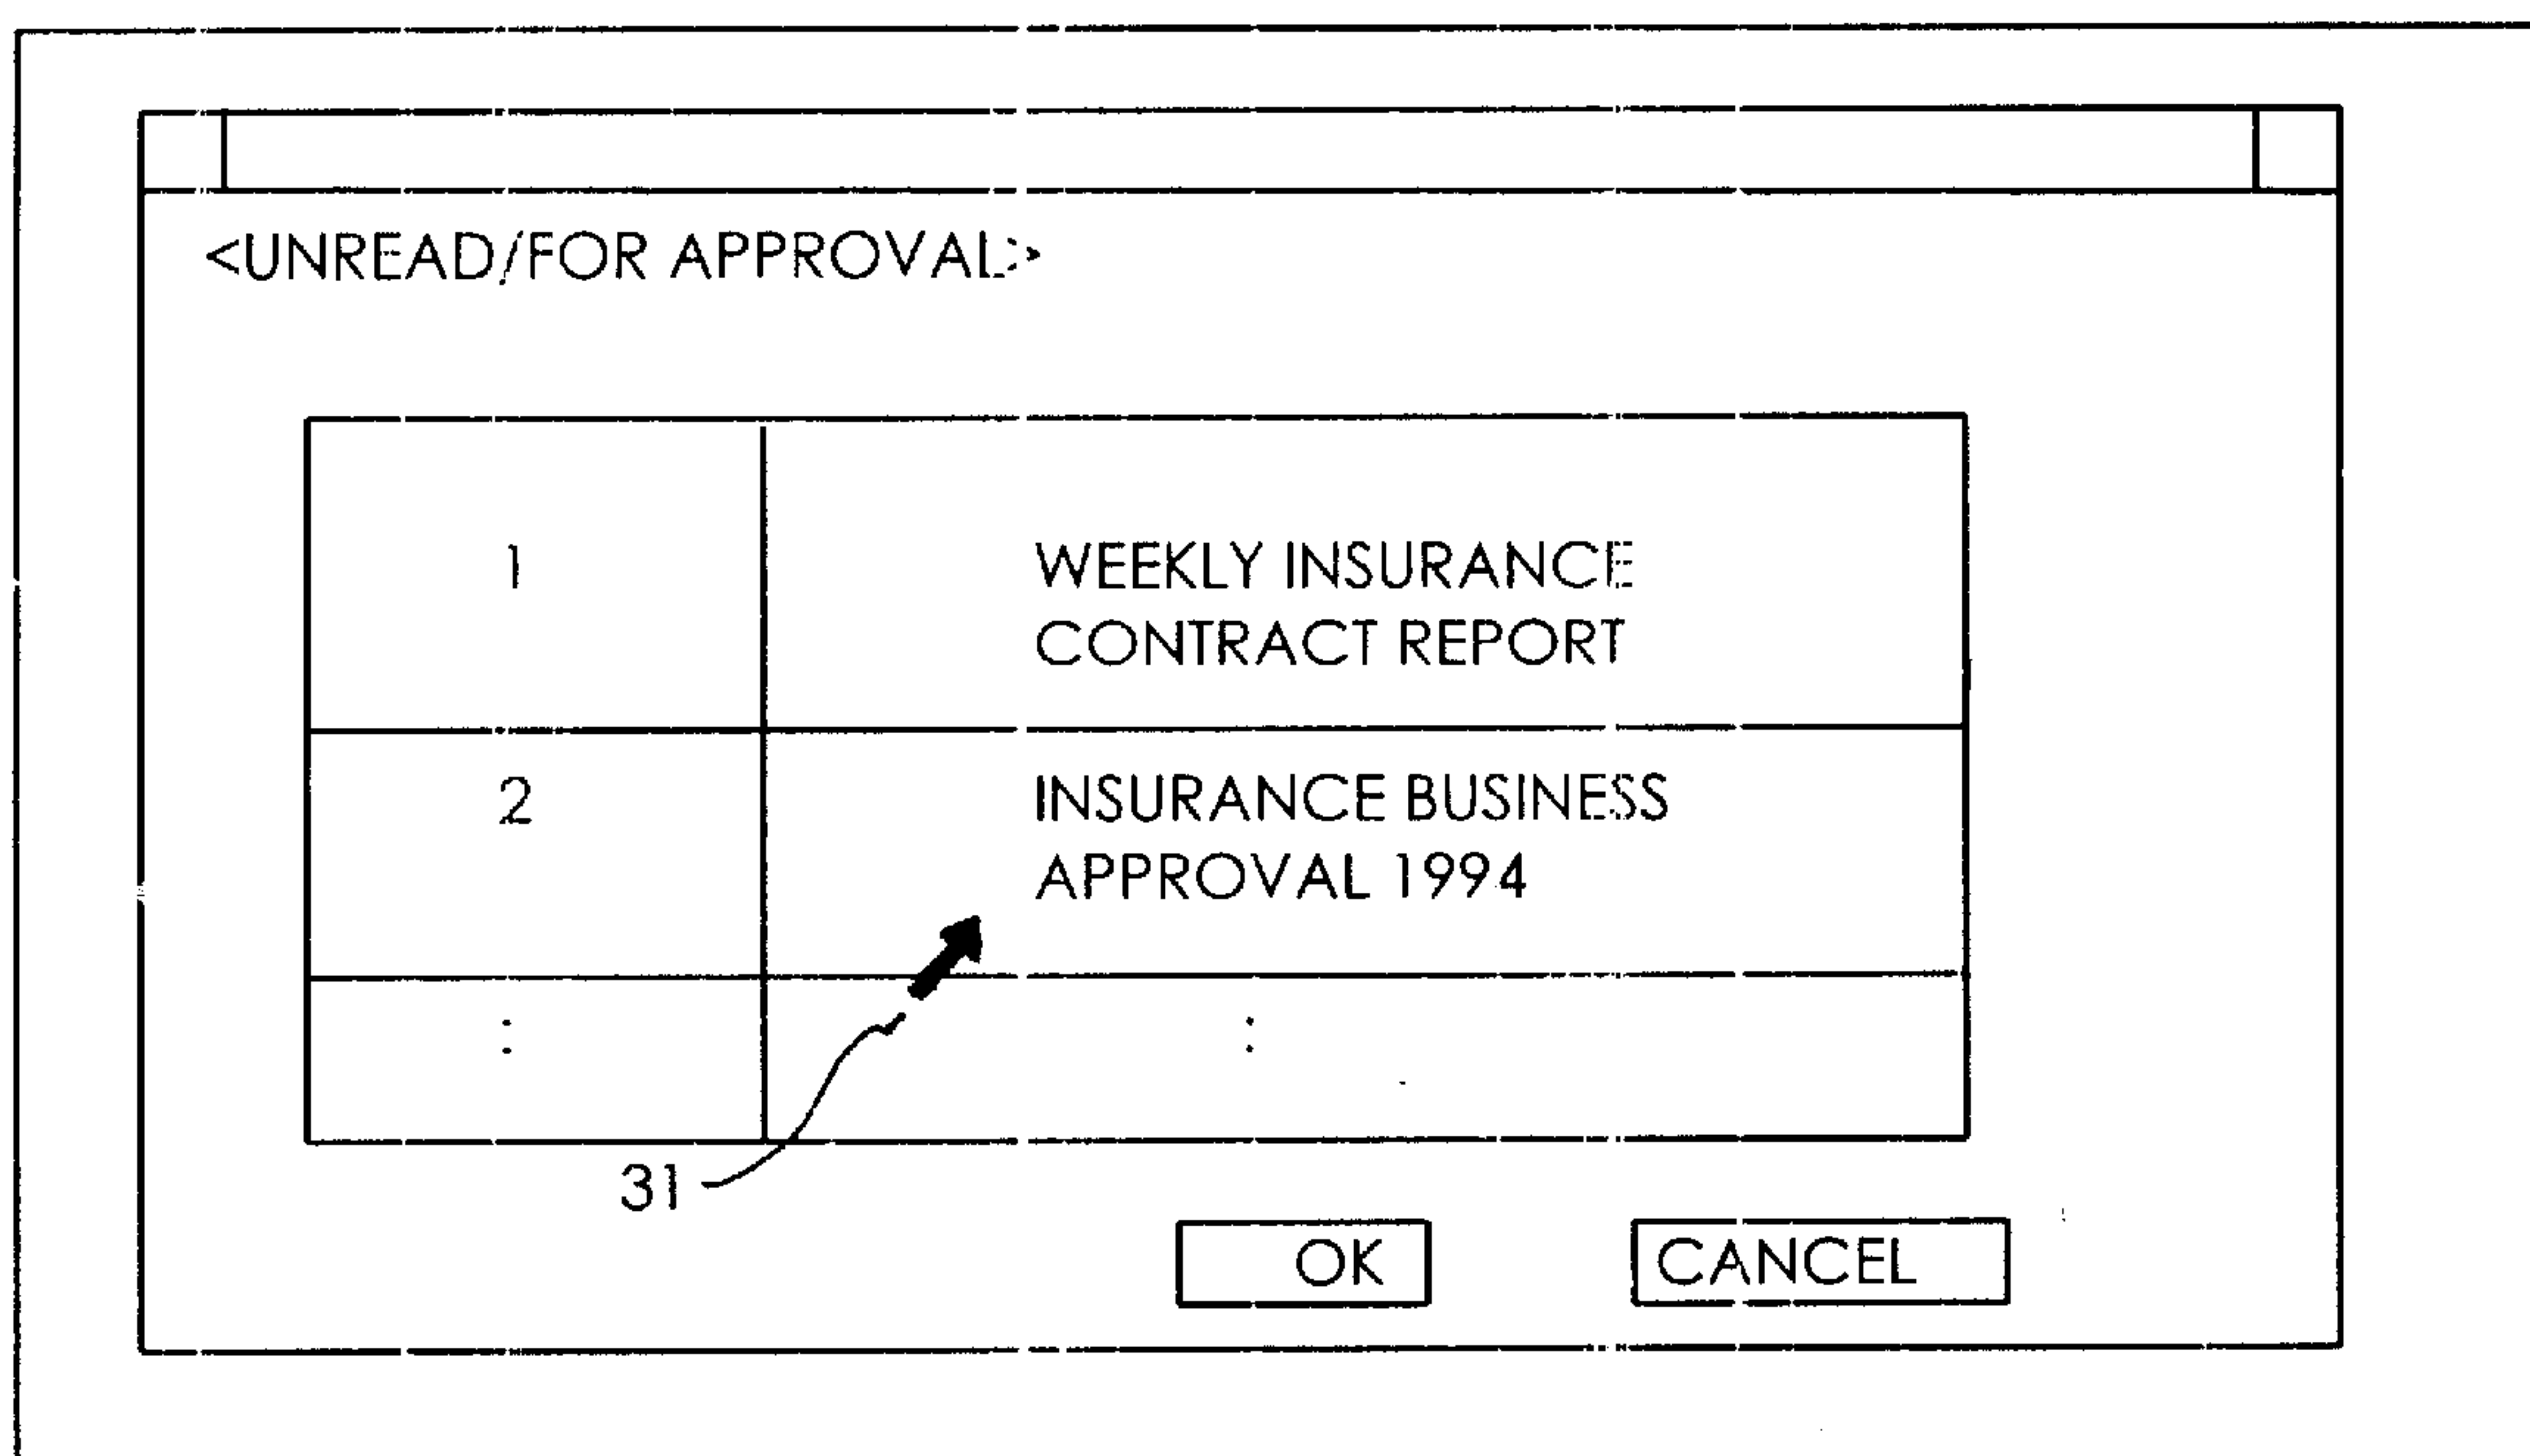 <UNREAD/FOR APPROVAL>
1
WEEKLY INSURANCE
CONTRACT REPORT
2
INSURANCE BUSINESS
APPROVAL 1994
:
:
31
OK
CANCEL